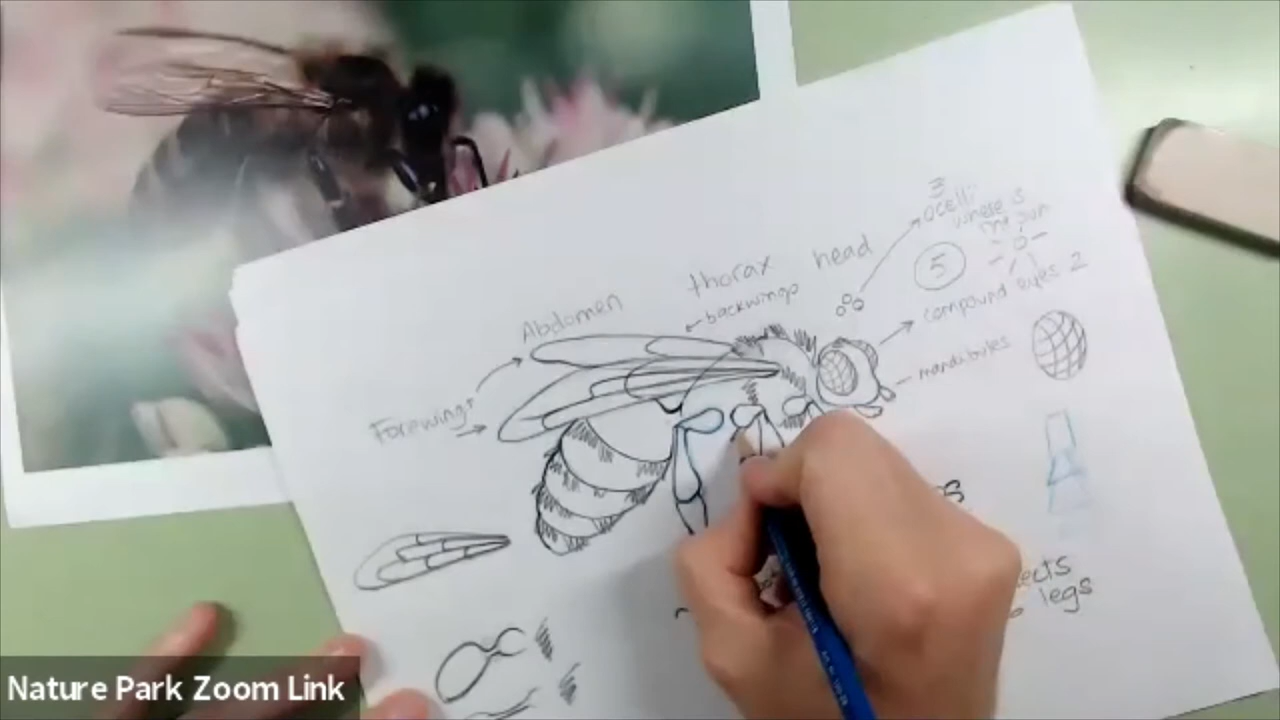 3
ocelli
where is
the sun
thorax
head
5
Abdomen
backwings
compound eyes 2
mandibules
Forewings
legs
Nature Park Zoom Link